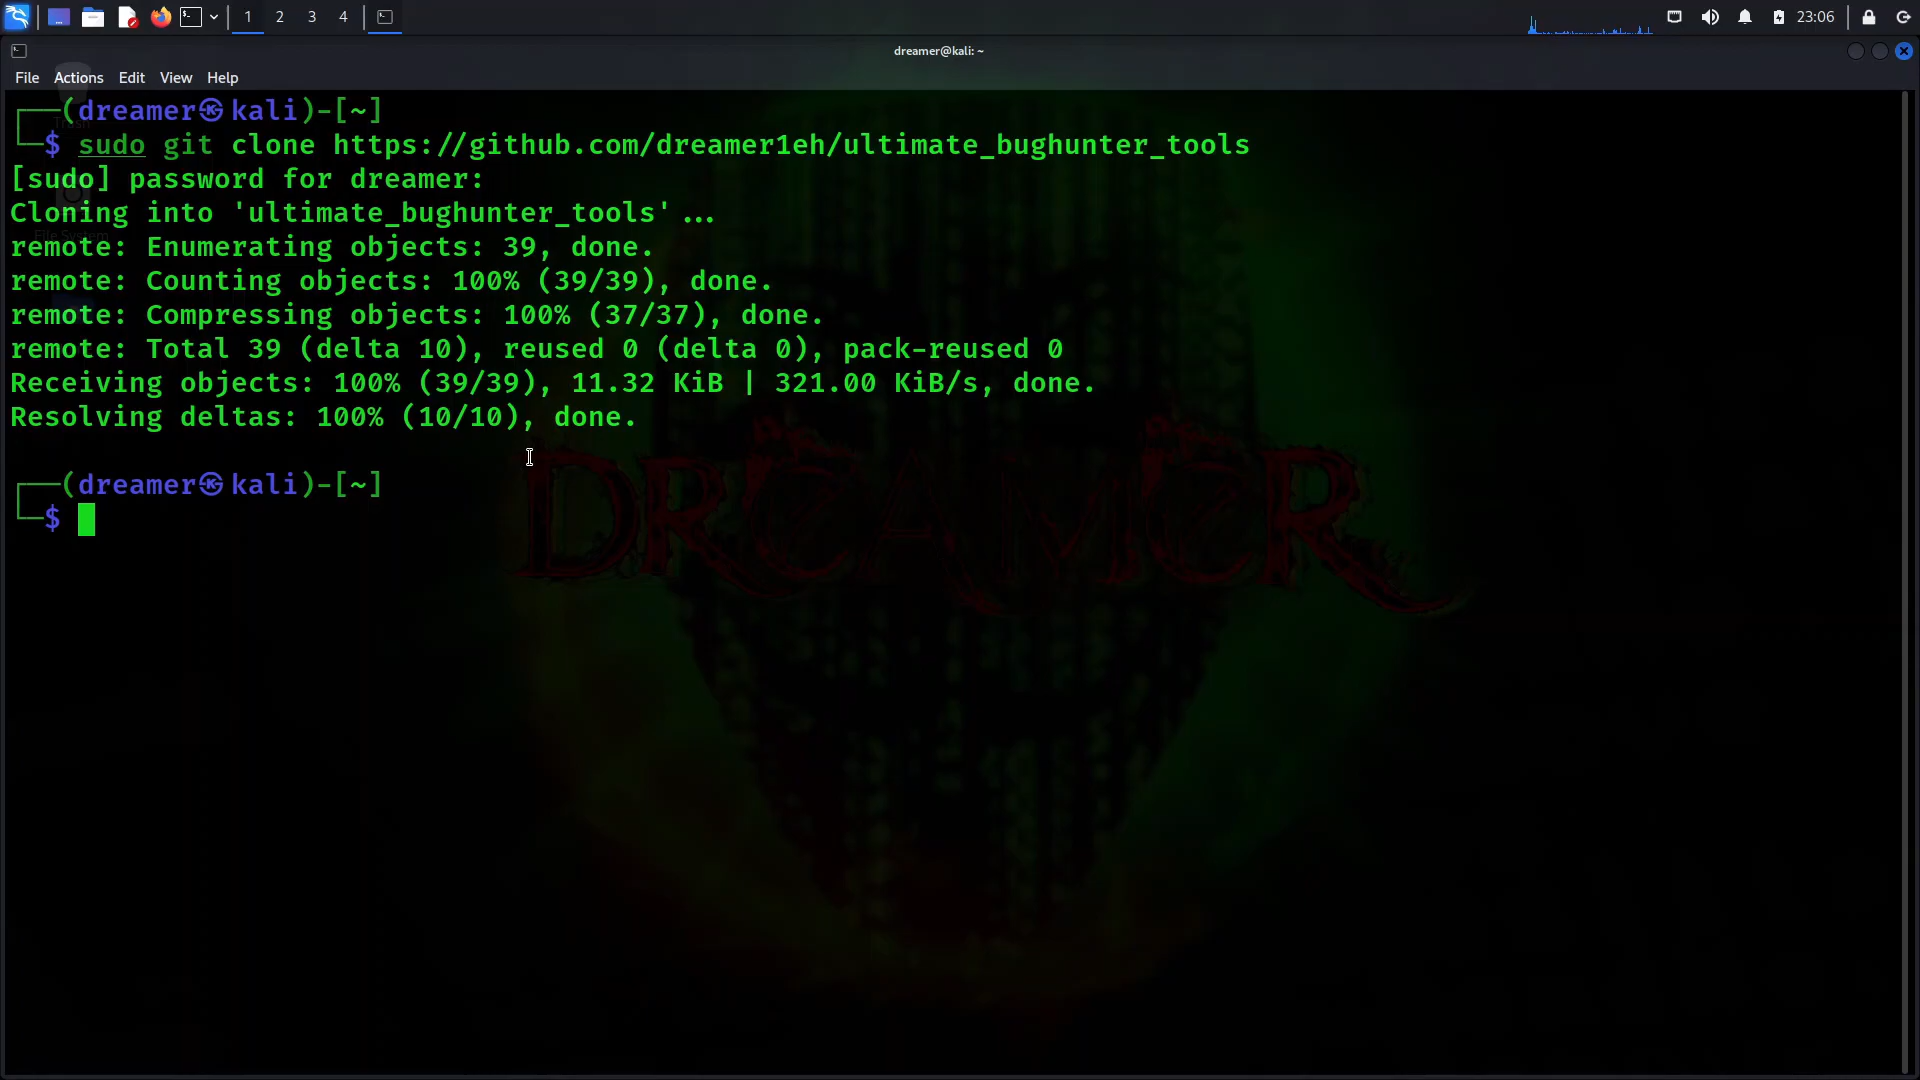 1 2 3 4 23:06
dreamer@kali: ~
File Actions Edit View Help
┌──(dreamer㉿kali)-[~]
└─$ sudo git clone https://github.com/dreamer1eh/ultimate_bughunter_tools
Trash
[sudo] password for dreamer:
Cloning into 'ultimate_bughunter_tools'...
File System
remote: Enumerating objects: 39, done.
remote: Counting objects: 100% (39/39), done.
remote: Compressing objects: 100% (37/37), done.
remote: Total 39 (delta 10), reused 0 (delta 0), pack-reused 0
Receiving objects: 100% (39/39), 11.32 KiB | 321.00 KiB/s, done.
Resolving deltas: 100% (10/10), done.
┌──(dreamer㉿kali)-[~]
└─$
DREAMER